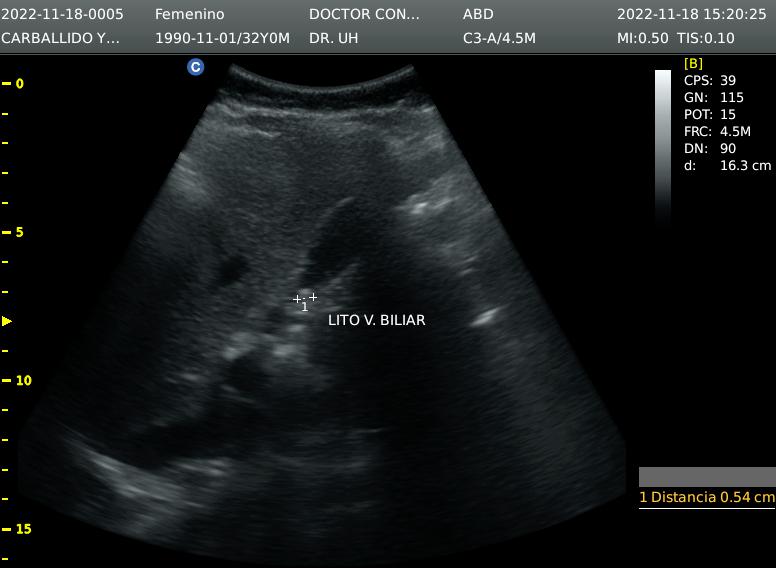 2022-11-18-0005 Femenino DOCTOR CON... ABD 2022-11-18 15:20:25
CARBALLIDO Y... 1990-11-01/32Y0M DR. UH C3-A/4.5M MI:0.50 TIS:0.10
C
[B]
CPS: 39
GN: 115
POT: 15
FRC: 4.5M
DN: 90
d: 16.3 cm
0
5
10
15
1
LITO V. BILIAR
1 Distancia 0.54 cm